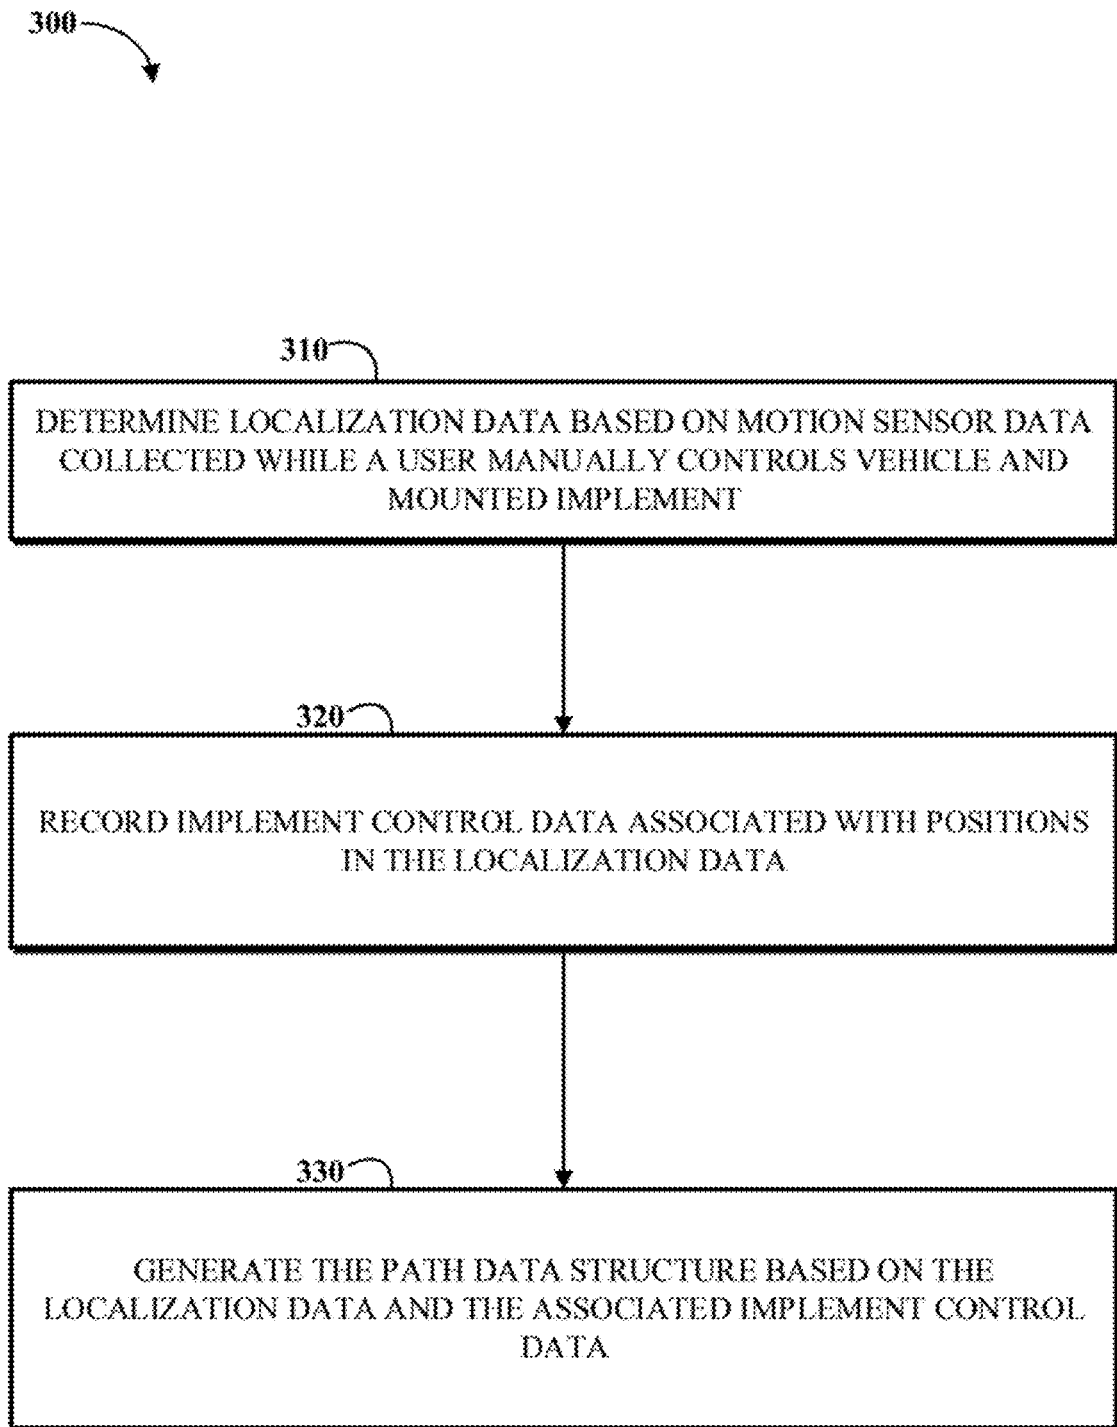 300
310
DETERMINE LOCALIZATION DATA BASED ON MOTION SENSOR DATA
COLLECTED WHILE A USER MANUALLY CONTROLS VEHICLE AND
MOUNTED IMPLEMENT
320
RECORD IMPLEMENT CONTROL DATA ASSOCIATED WITH POSITIONS
IN THE LOCALIZATION DATA
330
GENERATE THE PATH DATA STRUCTURE BASED ON THE
LOCALIZATION DATA AND THE ASSOCIATED IMPLEMENT CONTROL
DATA